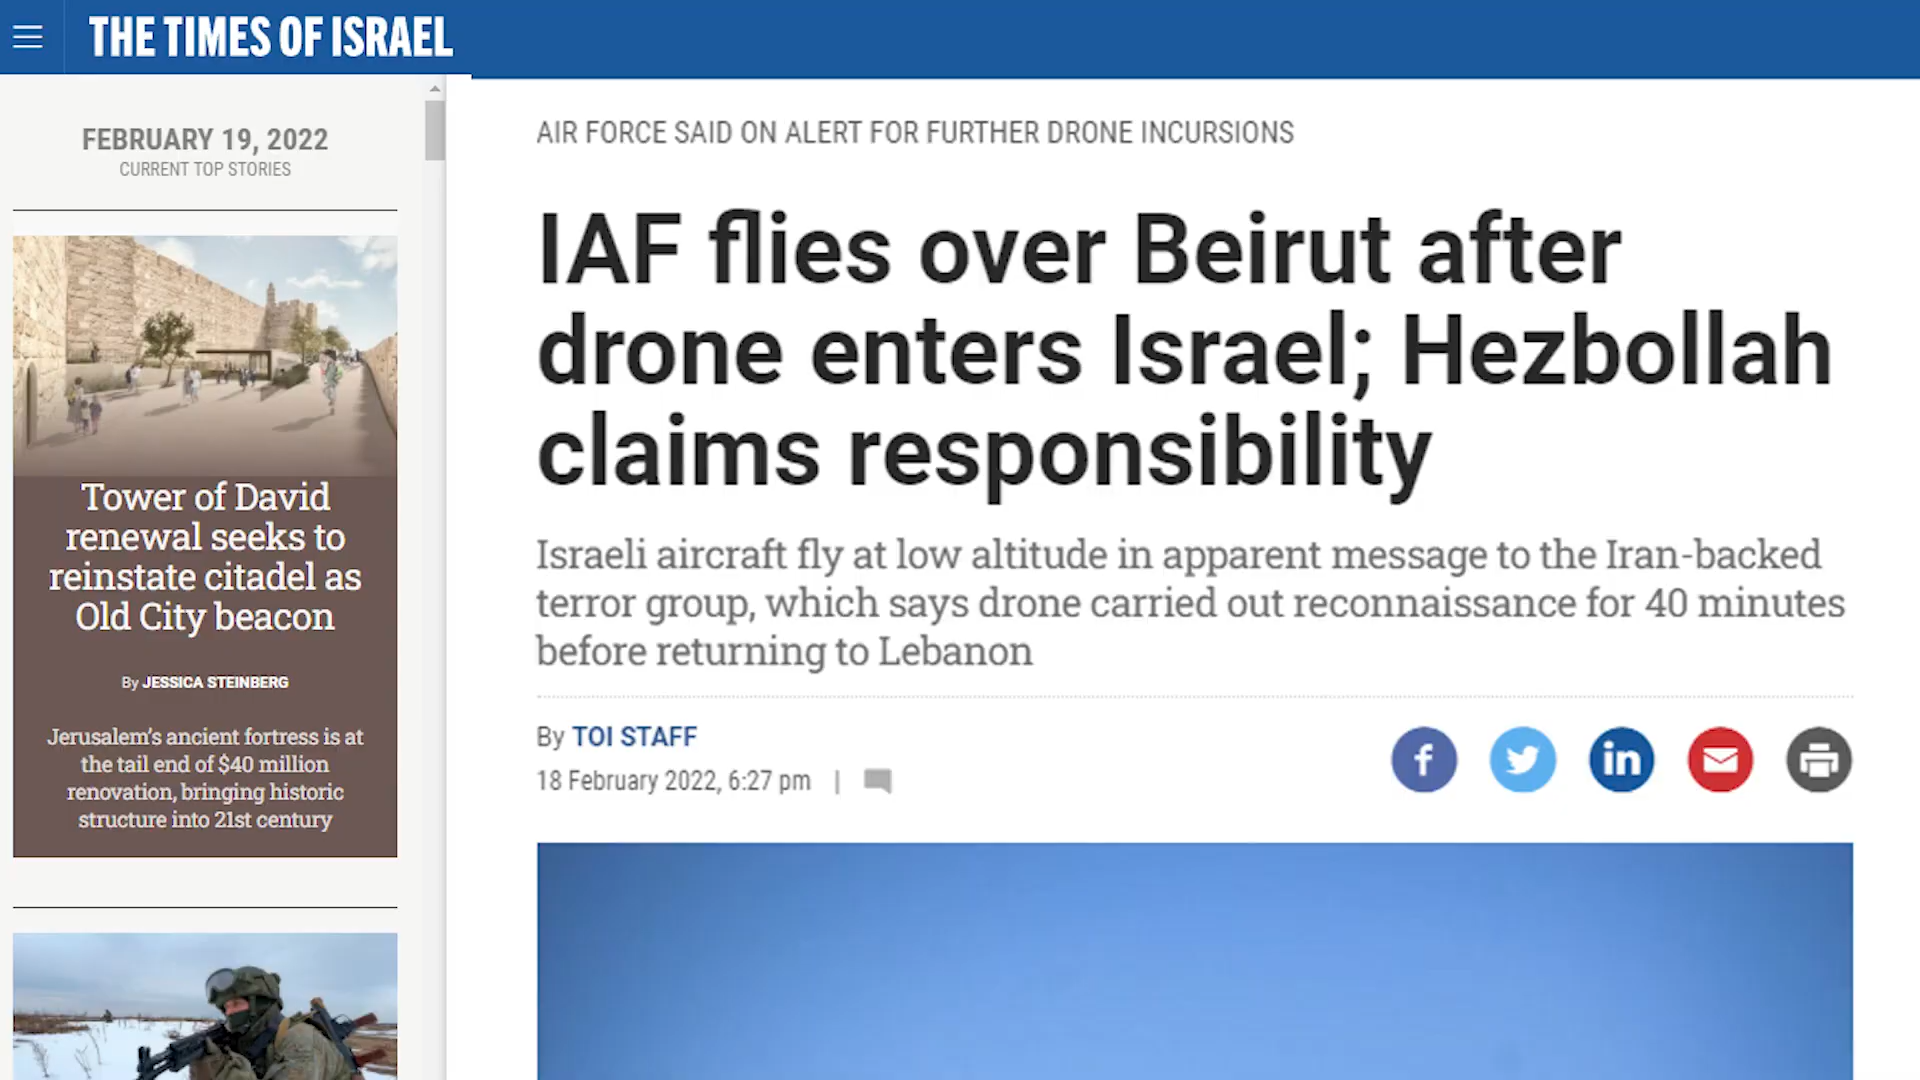 THE TIMES OF ISRAEL
FEBRUARY 19, 2022
CURRENT TOP STORIES
Tower of David
renewal seeks to
reinstate citadel as
Old City beacon
By JESSICA STEINBERG
Jerusalem's ancient fortress is at
the tail end of $40 million
renovation, bringing historic
structure into 21st century
AIR FORCE SAID ON ALERT FOR FURTHER DRONE INCURSIONS
IAF flies over Beirut after
drone enters Israel; Hezbollah
claims responsibility
Israeli aircraft fly at low altitude in apparent message to the Iran-backed
terror group, which says drone carried out reconnaissance for 40 minutes
before returning to Lebanon
By TOI STAFF
18 February 2022, 6:27 pm |